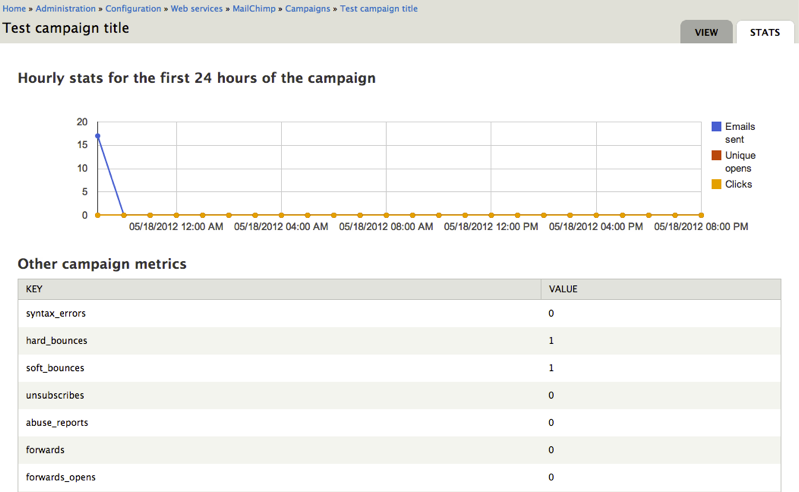 Home » Administration » Configuration » Web services » MailChimp » Campaigns » Test campaign title
Test campaign title
VIEW
STATS
Hourly stats for the first 24 hours of the campaign
20
15
10
5
0
Emails
sent
Unique
opens
Clicks
05/18/2012 12:00 AM 05/18/2012 04:00 AM 05/18/2012 08:00 AM 05/18/2012 12:00 PM 05/18/2012 04:00 PM 05/18/2012 08:00 PM
Other campaign metrics
KEY VALUE
syntax_errors 0
hard_bounces 1
soft_bounces 1
unsubscribes 0
abuse_reports 0
forwards 0
forwards_opens 0